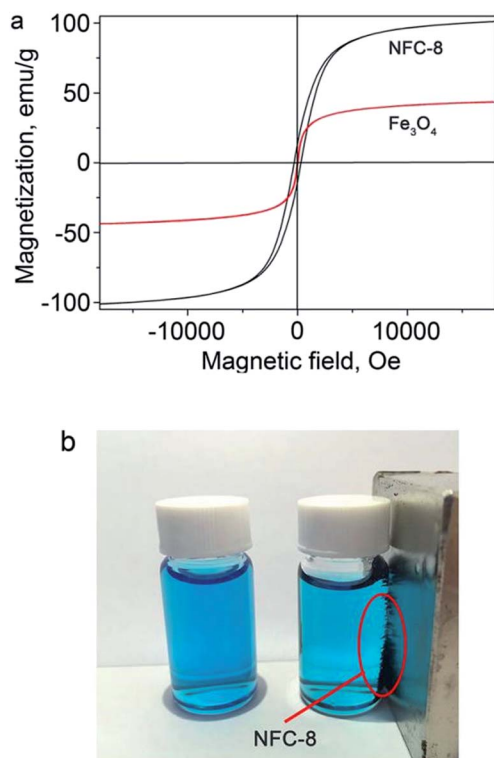 a
Magnetization, emu/g
100
50
0
-50
-100
NFC-8
Fe₃O₄
-10000 0 10000
Magnetic field, Oe
b
NFC-8